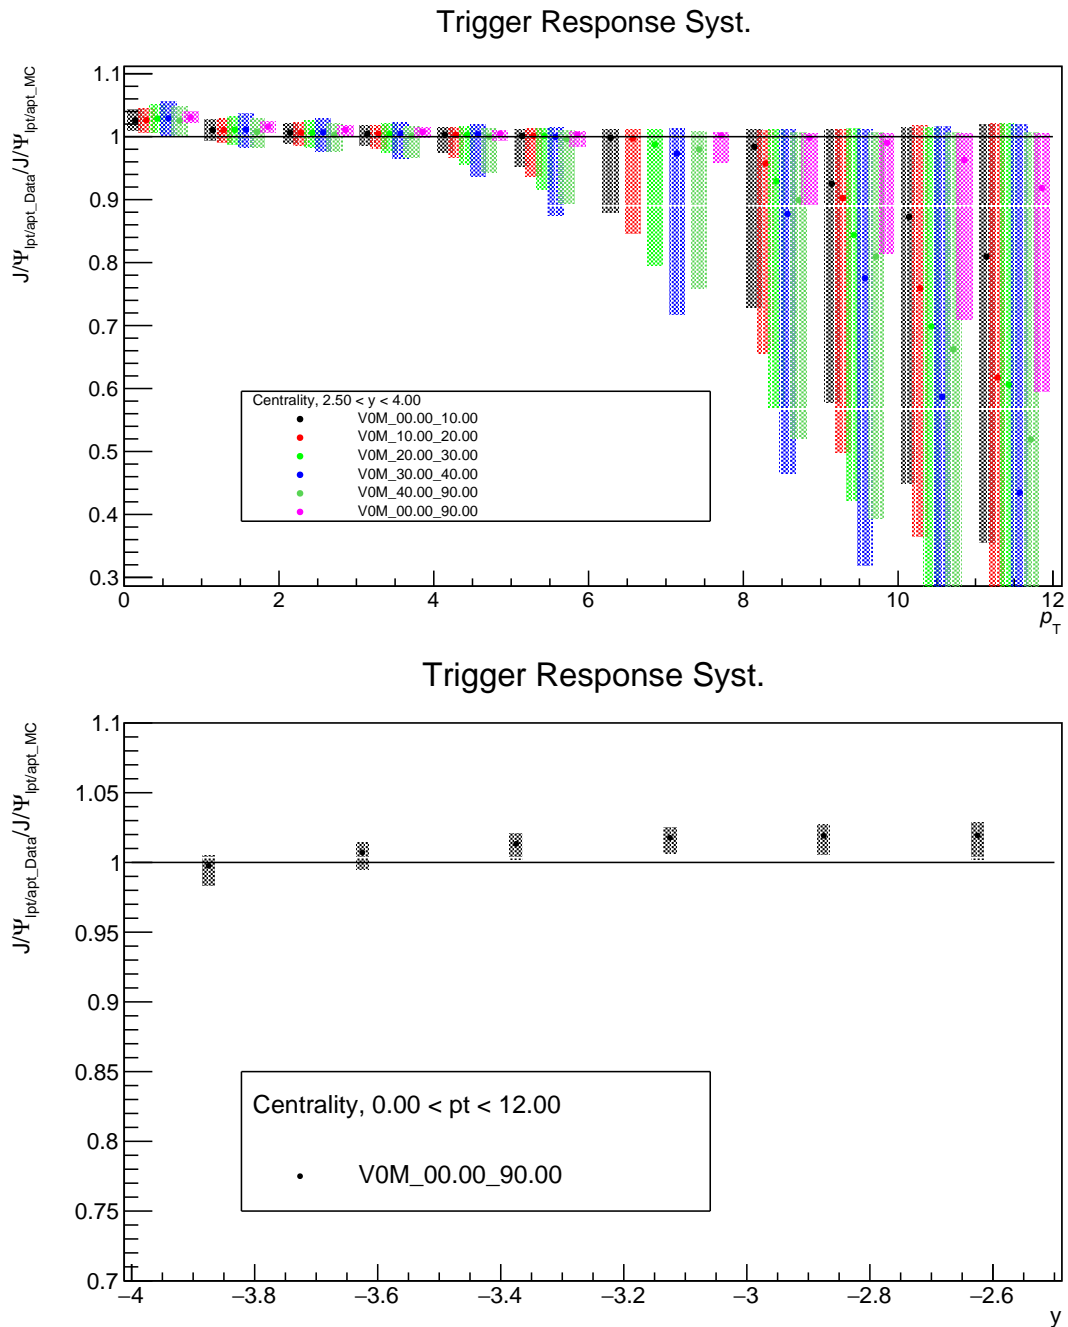 Trigger Response Syst.
J/Ψlpt/apt_Data/J/Ψlpt/apt_MC
1.1
1
0.9
0.8
0.7
0.6
0.5
0.4
0.3
Centrality, 2.50 < y < 4.00
V0M_00.00_10.00
V0M_10.00_20.00
V0M_20.00_30.00
V0M_30.00_40.00
V0M_40.00_90.00
V0M_00.00_90.00
0 2 4 6 8 10 12
pT
Trigger Response Syst.
J/Ψlpt/apt_Data/J/Ψlpt/apt_MC
1.1
1.05
1
0.95
0.9
0.85
0.8
0.75
0.7
Centrality, 0.00 < pt < 12.00
V0M_00.00_90.00
−4 −3.8 −3.6 −3.4 −3.2 −3 −2.8 −2.6
y